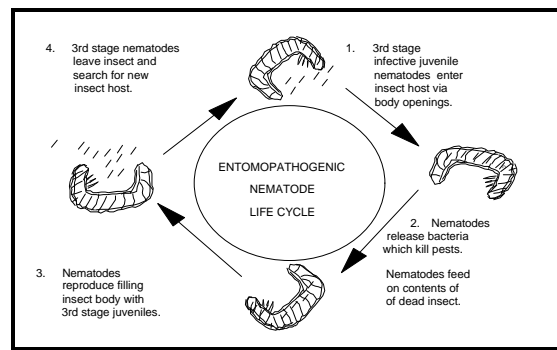 4. 3rd stage nematodes
leave insect and
search for new
insect host.
1. 3rd stage
infective juvenile
nematodes enter
insect host via
body openings.
ENTOMOPATHOGENIC
NEMATODE
LIFE CYCLE
2. Nematodes
release bacteria
which kill pests.
Nematodes feed
on contents of
of dead insect.
3. Nematodes
reproduce filling
insect body with
3rd stage juveniles.